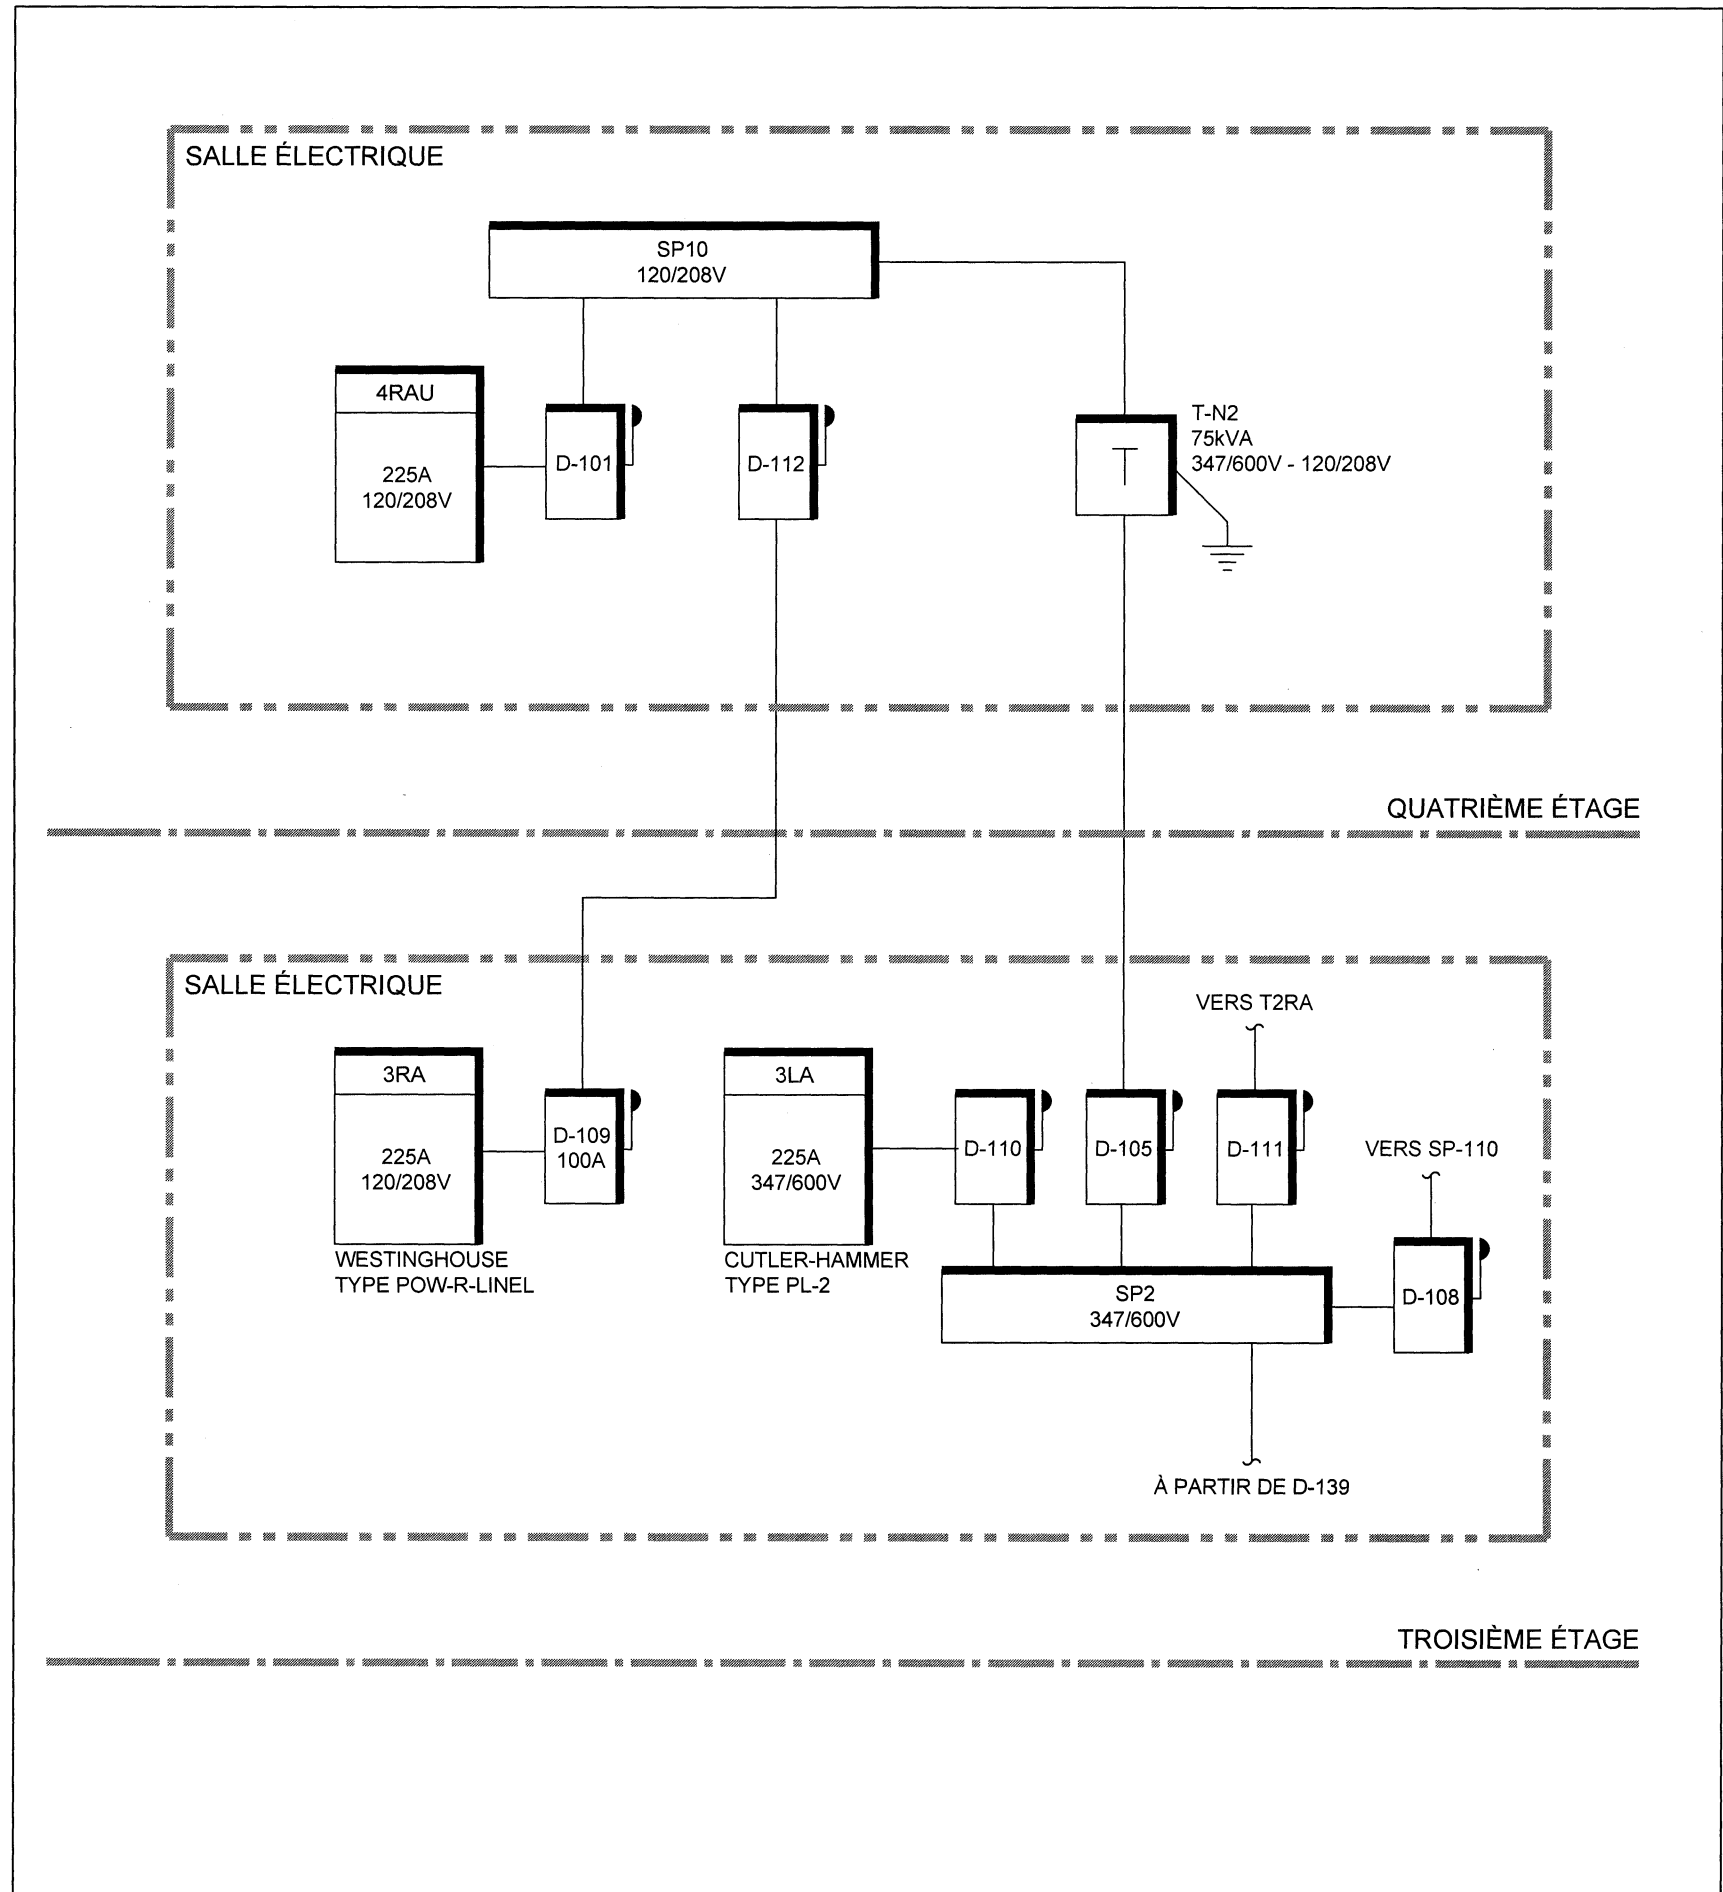 SALLE ÉLECTRIQUE
SP10
120/208V
4RAU
225A
120/208V
D-101
D-112
T
T-N2
75kVA
347/600V - 120/208V
QUATRIÈME ÉTAGE
SALLE ÉLECTRIQUE
VERS T2RA
3RA
225A
120/208V
WESTINGHOUSE
TYPE POW-R-LINEL
D-109
100A
3LA
225A
347/600V
CUTLER-HAMMER
TYPE PL-2
D-110
D-105
D-111
VERS SP-110
D-108
SP2
347/600V
À PARTIR DE D-139
TROISIÈME ÉTAGE